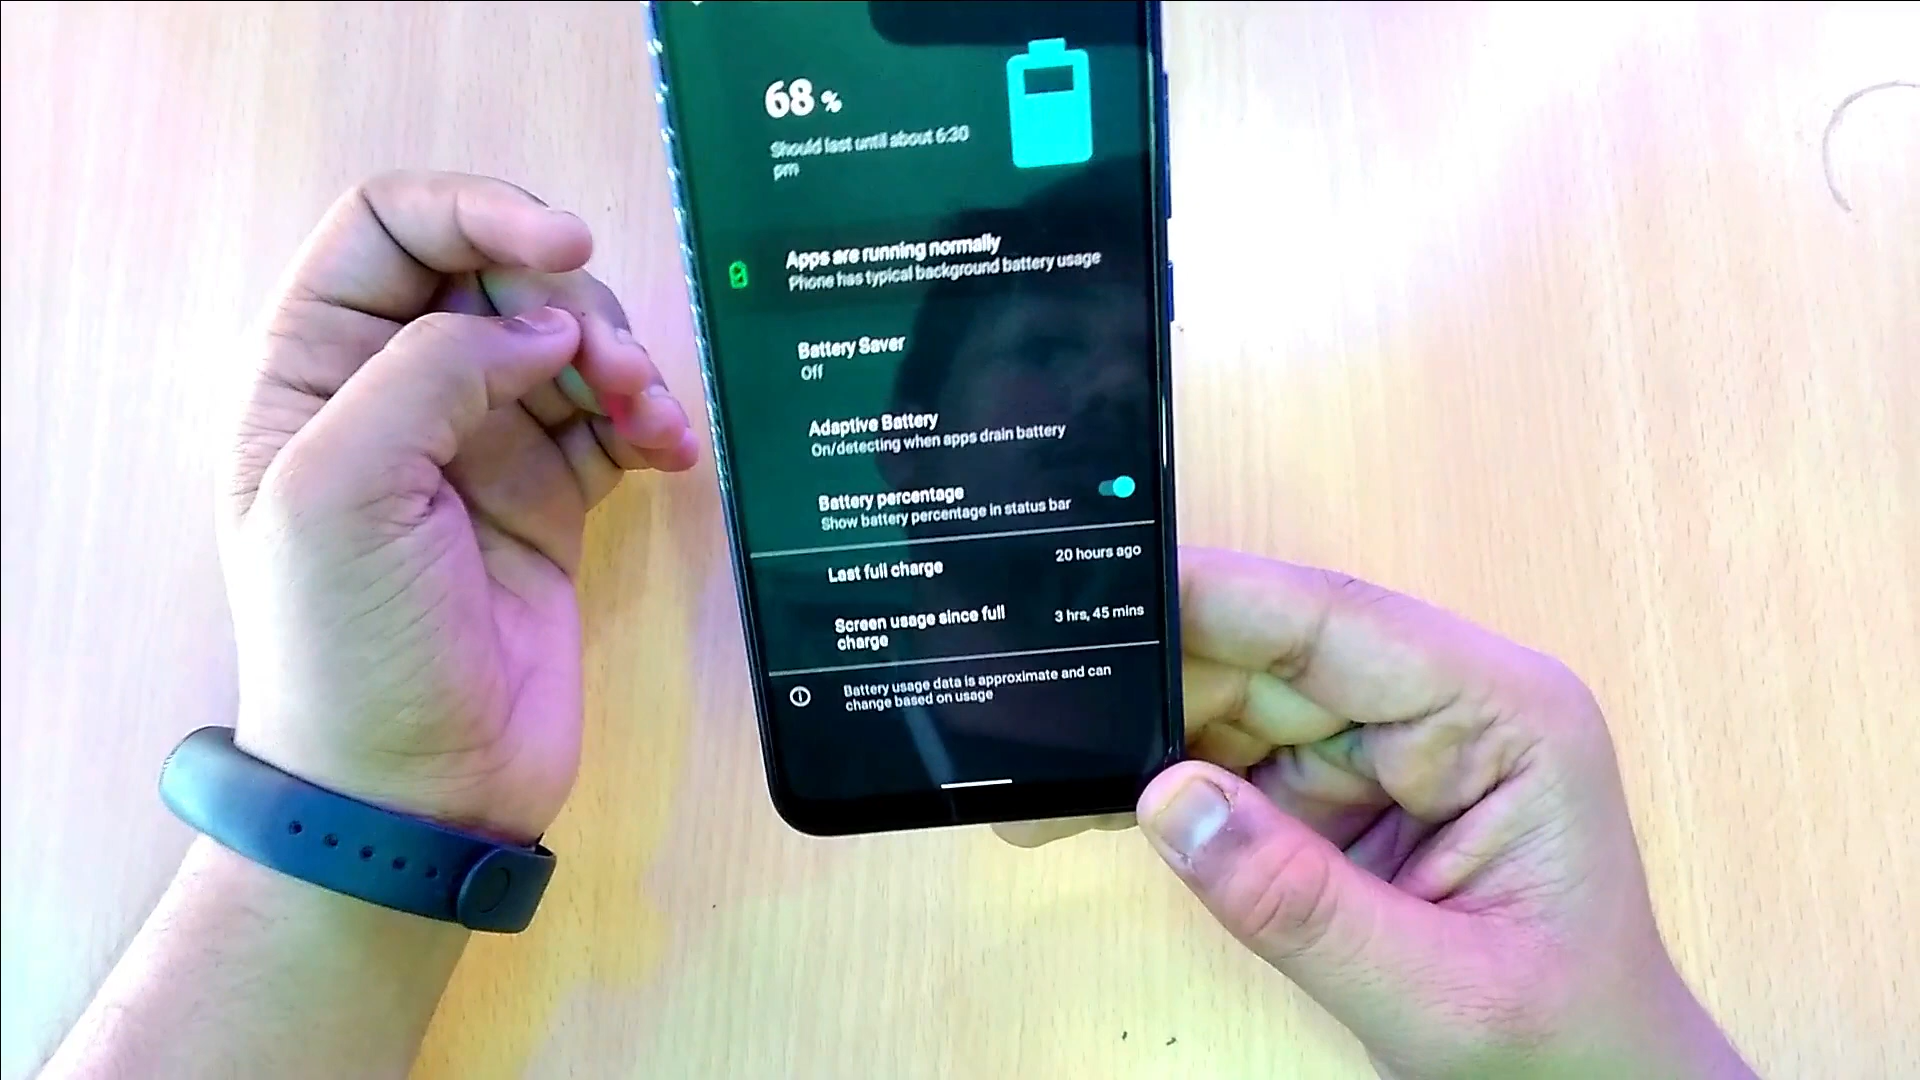 68 %
Should last until about 6:30
pm
Apps are running normally
Phone has typical background battery usage
Battery Saver
Off
Adaptive Battery
On/detecting when apps drain battery
Battery percentage
Show battery percentage in status bar
Last full charge
20 hours ago
Screen usage since full
charge
3 hrs, 45 mins
Battery usage data is approximate and can
change based on usage